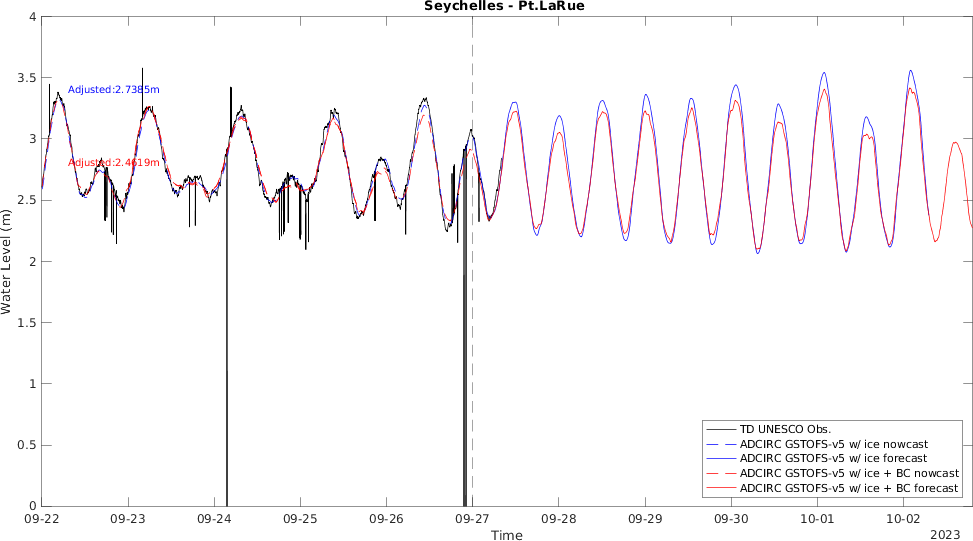 Seychelles - Pt.LaRue
4
3.5
3
2.5
2
1.5
1
0.5
0
Water Level (m)
Adjusted:2.7385m
Adjusted:2.4619m
TD UNESCO Obs.
ADCIRC GSTOFS-v5 w/ ice nowcast
ADCIRC GSTOFS-v5 w/ ice forecast
ADCIRC GSTOFS-v5 w/ ice + BC nowcast
ADCIRC GSTOFS-v5 w/ ice + BC forecast
09-22 09-23 09-24 09-25 09-26 09-27 09-28 09-29 09-30 10-01 10-02
Time
2023